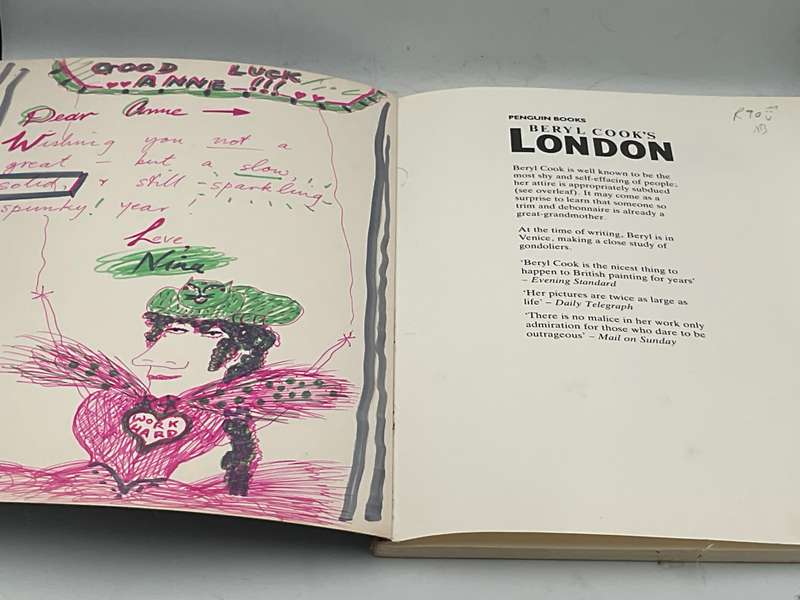 GOOD LUCK
ANNE!!!
Dear Anne →
Wishing you not a
great - but a slow,
solid, & still sparkling
spunky! year!
Love,
Nina
WORK
HARD
PENGUIN BOOKS
BERYL COOK'S
LONDON
Beryl Cook is well known to be the
most shy and self-effacing of people;
her attire is appropriately subdued
(see overleaf). It may come as a
surprise to learn that someone so
trim and debonnaire is already a
great-grandmother.
At the time of writing, Beryl is in
Venice, making a close study of
gondoliers.
'Beryl Cook is the nicest thing to
happen to British painting for years'
– Evening Standard
'Her pictures are twice as large as
life' – Daily Telegraph
'There is no malice in her work only
admiration for those who dare to be
outrageous' – Mail on Sunday